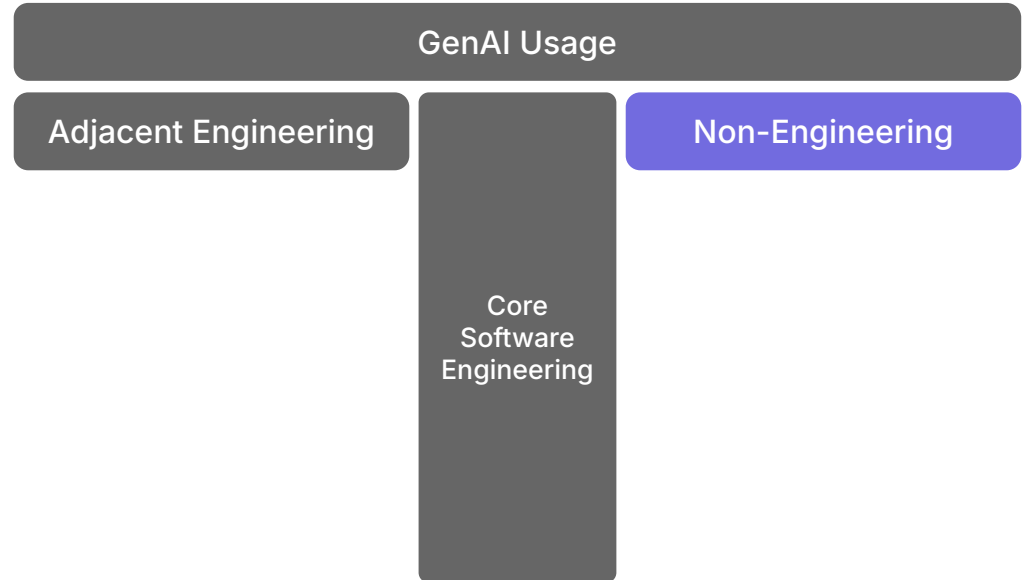 GenAI Usage
Adjacent Engineering
Non-Engineering
Core
Software
Engineering